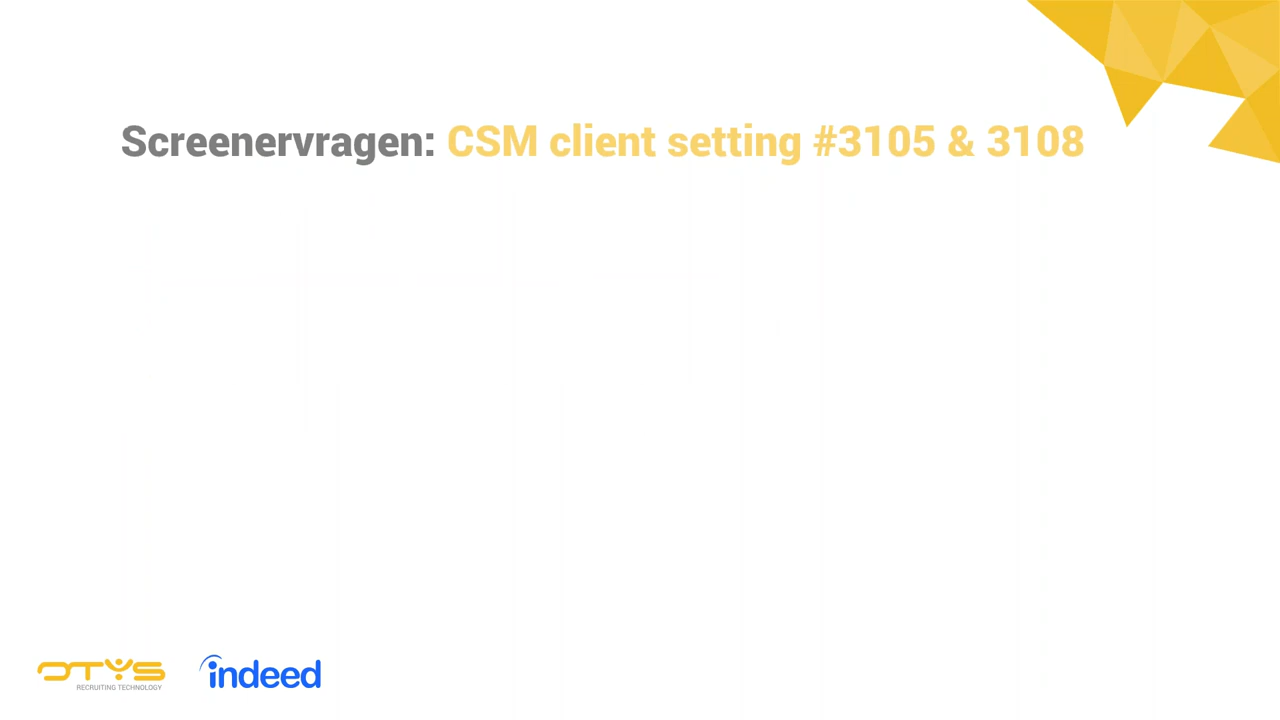 Screenervragen: CSM client setting #3105 & 3108
OTYS
RECRUITING TECHNOLOGY
indeed